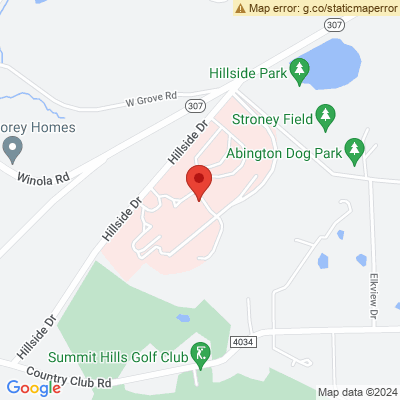 Map error: g.co/staticmaperror
307
Hillside Park
W Grove Rd
307
Stroney Field
Hillside Dr
orey Homes
Abington Dog Park
Winola Rd
Hillside Dr
Elkview Dr
Hillside Dr
4034
Summit Hills Golf Club
Country Club Rd
Google
Map data ©2024